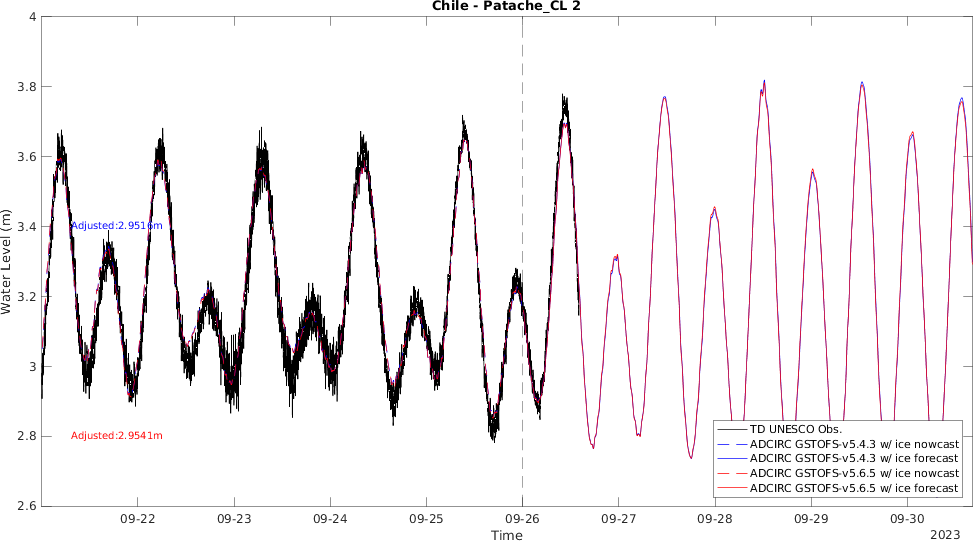 Chile - Patache_CL 2
Water Level (m)
4
3.8
3.6
3.4
3.2
3
2.8
2.6
Adjusted:2.9516m
Adjusted:2.9541m
TD UNESCO Obs.
ADCIRC GSTOFS-v5.4.3 w/ ice nowcast
ADCIRC GSTOFS-v5.4.3 w/ ice forecast
ADCIRC GSTOFS-v5.6.5 w/ ice nowcast
ADCIRC GSTOFS-v5.6.5 w/ ice forecast
09-22 09-23 09-24 09-25 09-26 09-27 09-28 09-29 09-30
Time
2023